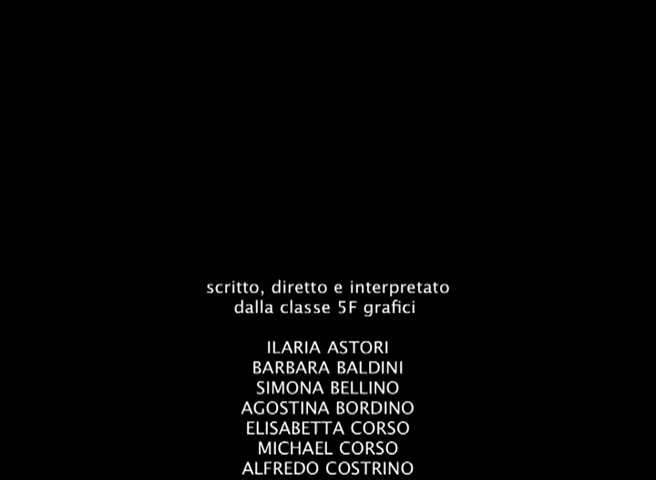 scritto, diretto e interpretato
dalla classe 5F grafici
ILARIA ASTORI
BARBARA BALDINI
SIMONA BELLINO
AGOSTINA BORDINO
ELISABETTA CORSO
MICHAEL CORSO
ALFREDO COSTRINO